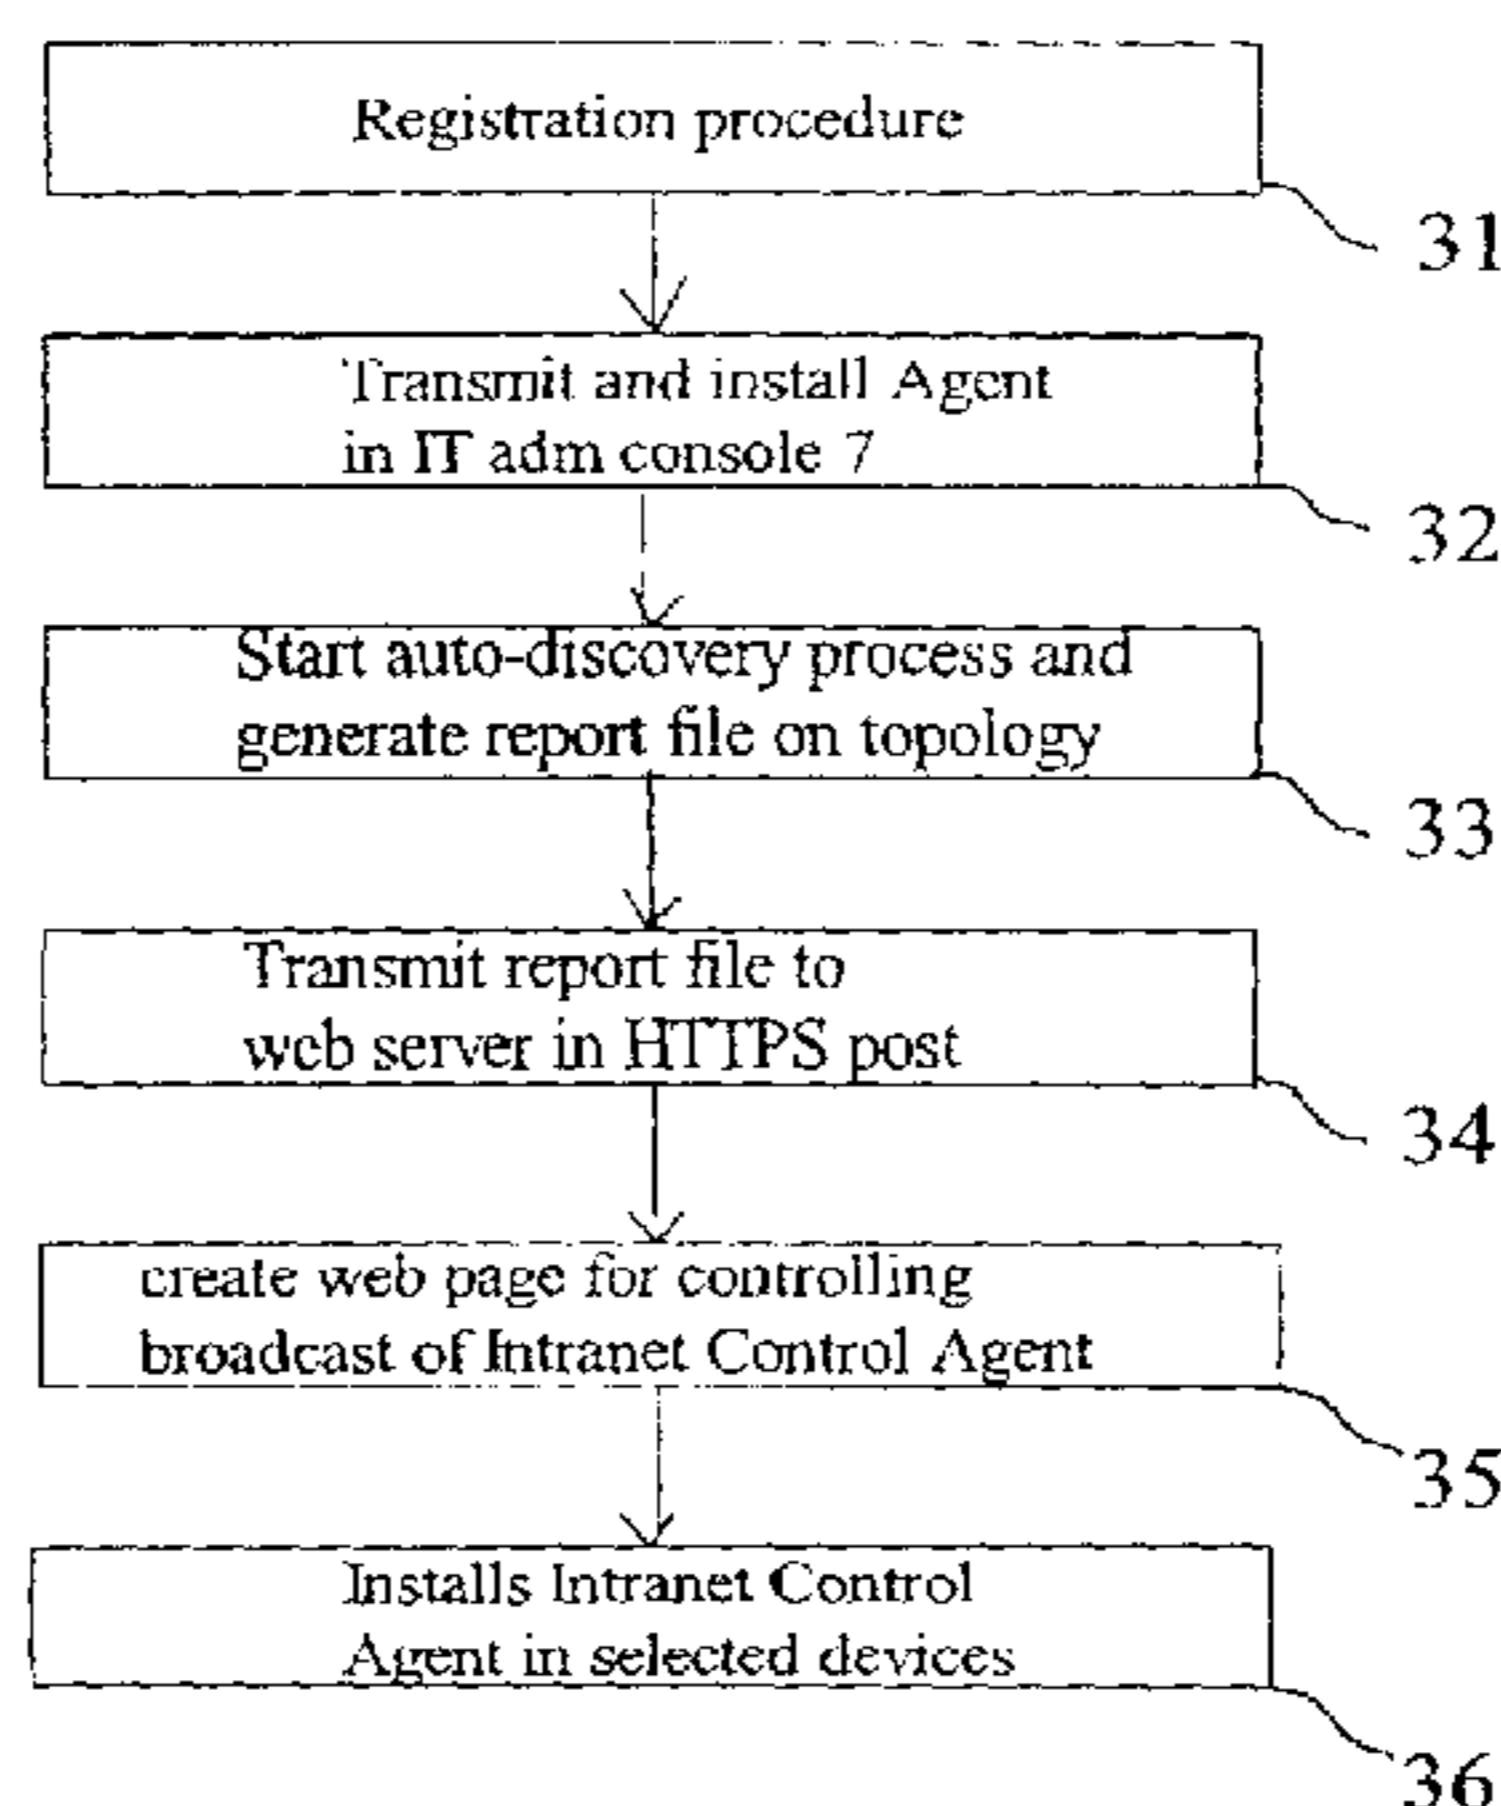 Registration procedure
31
Transmit and install Agent
in IT adm console 7
32
Start auto-discovery process and
generate report file on topology
33
Transmit report file to
web server in HTTPS post
34
create web page for controlling
broadcast of Intranet Control Agent
35
Installs Intranet Control
Agent in selected devices
36